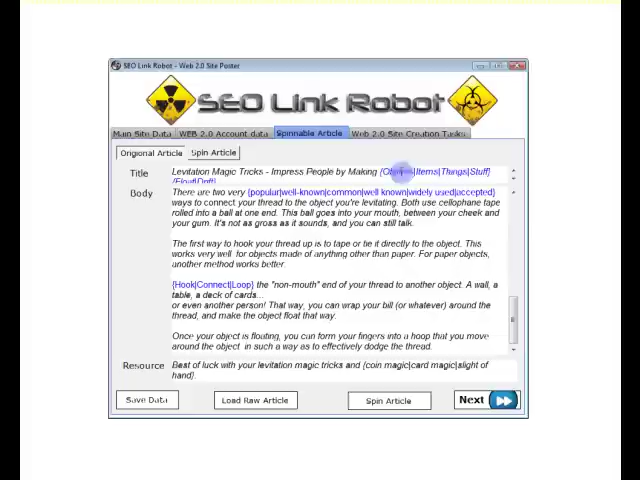 SEO Link Robot - Web 2.0 Site Poster
SEO Link Robot
Main Site Data WEB 2.0 Account data Spinnable Article Web 2.0 Site Creation Tasks
Origional Article Spin Article
Title Levitation Magic Tricks - Impress People by Making {Objects|Items|Things|Stuff}
{Float|Drift}
Body There are two very {popular|well-known|common|well known|widely used|accepted}
ways to connect your thread to the object you're levitating. Both use cellophane tape
rolled into a ball at one end. This ball goes into your mouth, between your cheek and
your gum. It's not as gross as it sounds, and you can still talk.
The first way to hook your thread up is to tape or tie it directly to the object. This
works very well for objects made of anything other than paper. For paper objects,
another method works better.
{Hook|Connect|Loop} the "non-mouth" end of your thread to another object. A wall, a
table, a deck of cards...
or even another person! That way, you can wrap your bill (or whatever) around the
thread, and make the object float that way.
Once your object is floating, you can form your fingers into a hoop that you move
around the object in such a way as to effectively dodge the thread.
Resource Best of luck with your levitation magic tricks and {coin magic|card magic|slight of
hand}.
Save Data Load Raw Article Spin Article Next